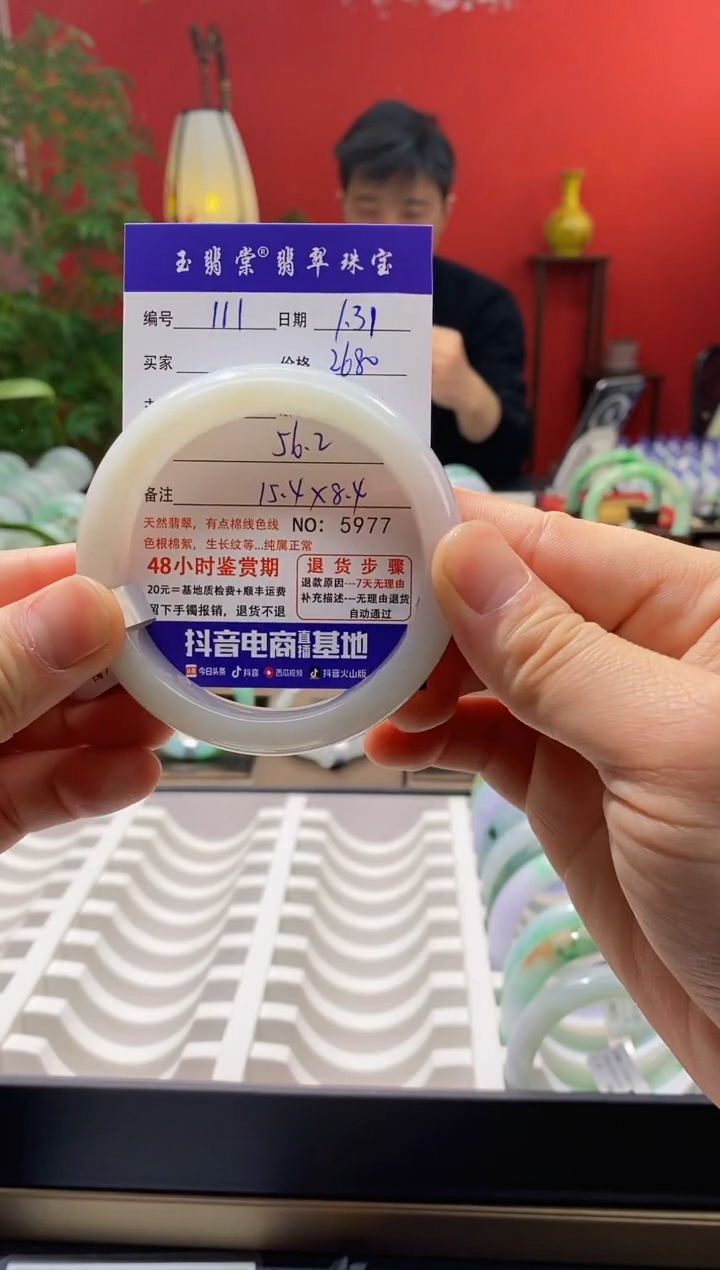 玉翡棠®翡翠珠宝
编号 111 日期 1.31
买家 价格 2680
56.2
备注 15.4×8.4
天然翡翠，有点棉线色线 NO：5977
色根棉絮，生长纹等...纯属正常
48小时鉴赏期
20元=基地质检费+顺丰运费
留下手镯报销，退货不退
退货步骤
退款原因---7天无理由
补充描述---无理由退货
自动通过
抖音电商直播基地
今日头条 抖音 西瓜视频 抖音火山版